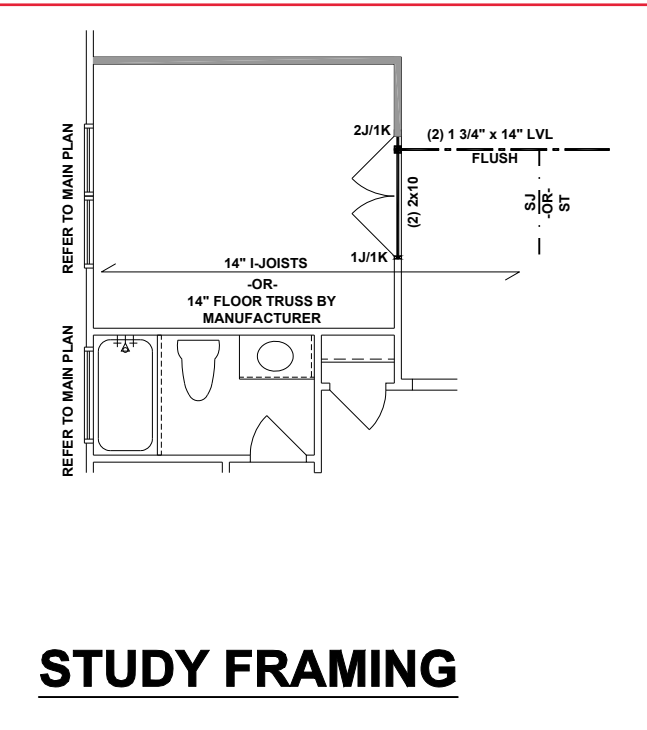 REFER TO MAIN PLAN
2J/1K
(2) 1 3/4" x 14" LVL
FLUSH
(2) 2x10
SJ
-OR-
ST
1J/1K
14" I-JOISTS
-OR-
14" FLOOR TRUSS BY
MANUFACTURER
REFER TO MAIN PLAN
STUDY FRAMING